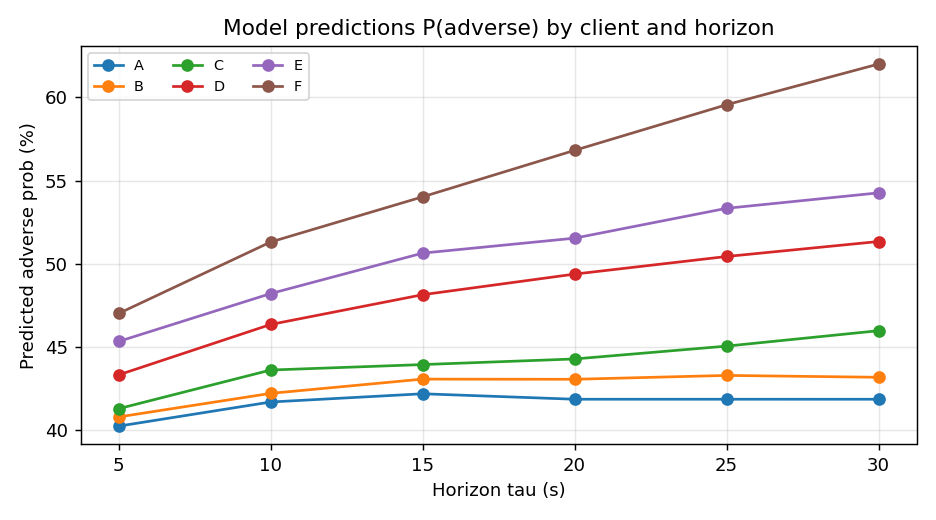 Model predictions P(adverse) by client and horizon
A C E
B D F
Predicted adverse prob (%)
60
55
50
45
40
5 10 15 20 25 30
Horizon tau (s)